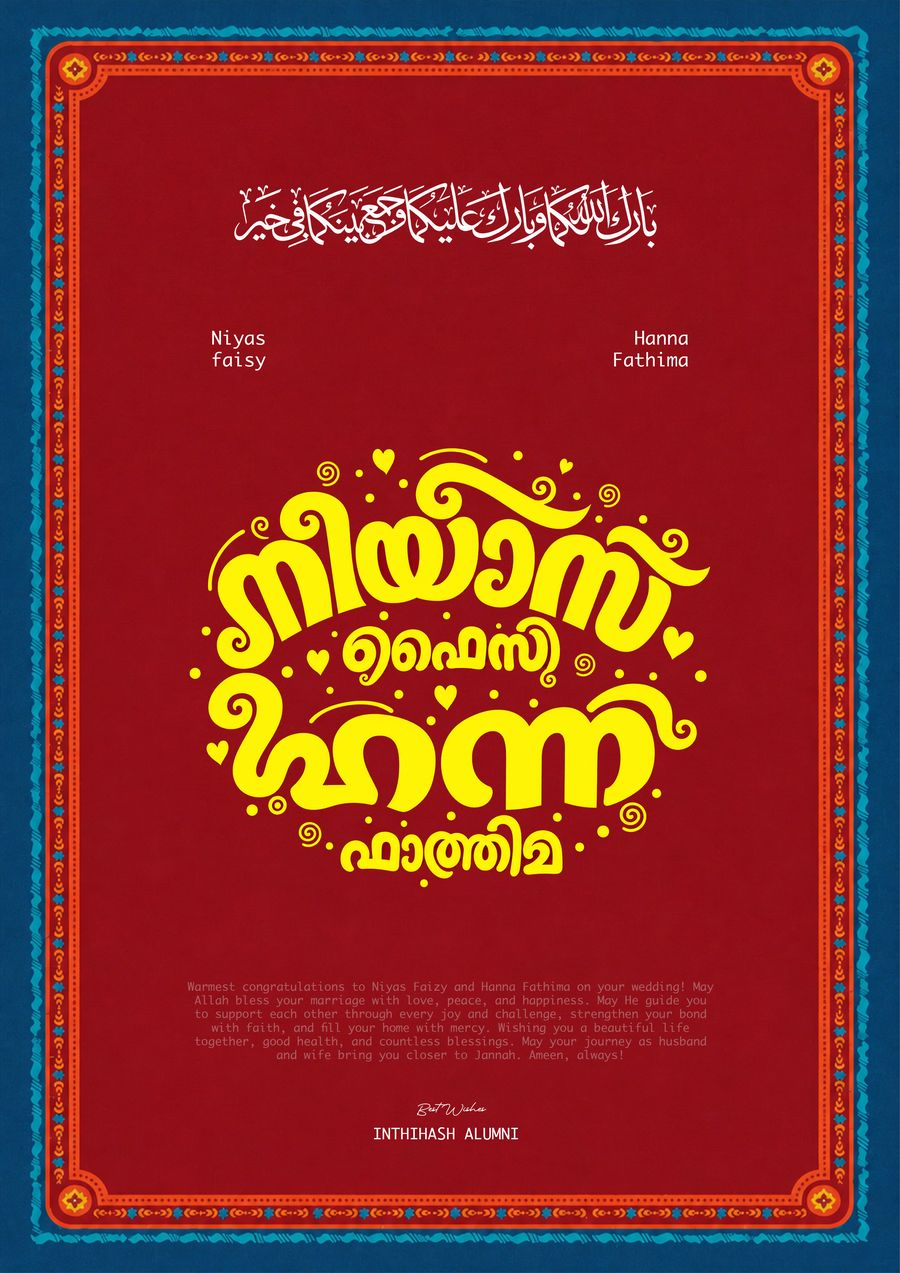 بارك الله لكما وبارك عليكما وجمع بينكما في خير
Niyas
faisy
Hanna
Fathima
നിയാസ്
ഫൈസി
ഹന്ന
ഫാത്തിമ
Warmest congratulations to Niyas Faizy and Hanna Fathima on your wedding! May
Allah bless your marriage with love, peace, and happiness. May He guide you
to support each other through every joy and challenge, strengthen your bond
with faith, and fill your home with mercy. Wishing you a beautiful life
together, good health, and countless blessings. May your journey as husband
and wife bring you closer to Jannah. Ameen, always!
Best Wishes
INTHIHASH ALUMNI